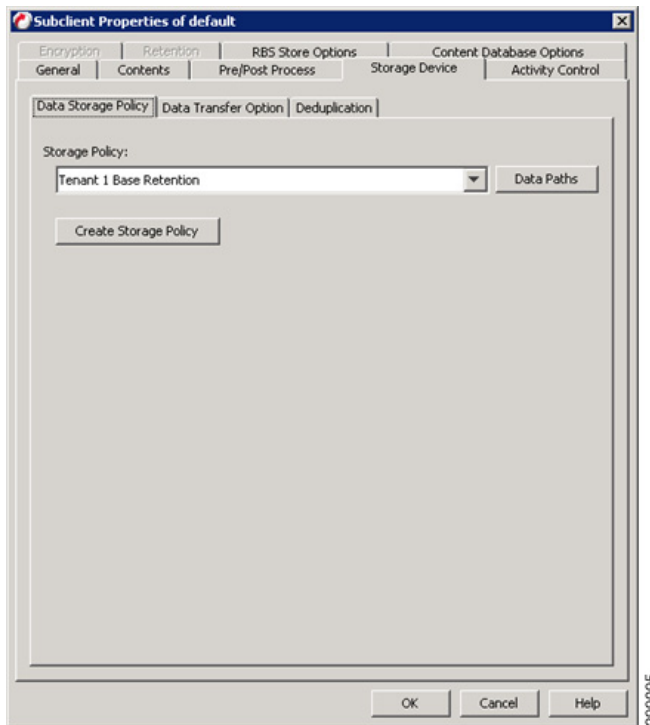 Subclient Properties of default
Encryption Retention RBS Store Options Content Database Options
General Contents Pre/Post Process Storage Device Activity Control
Data Storage Policy Data Transfer Option Deduplication
Storage Policy:
Tenant 1 Base Retention Data Paths
Create Storage Policy
OK Cancel Help